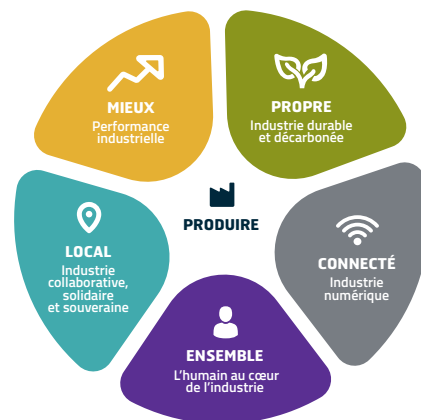 MIEUX
Performance
industrielle
PROPRE
Industrie durable
et décarbonée
PRODUIRE
LOCAL
Industrie
collaborative,
solidaire
et souveraine
CONNECTÉ
Industrie
numérique
ENSEMBLE
L'humain au cœur
de l'industrie